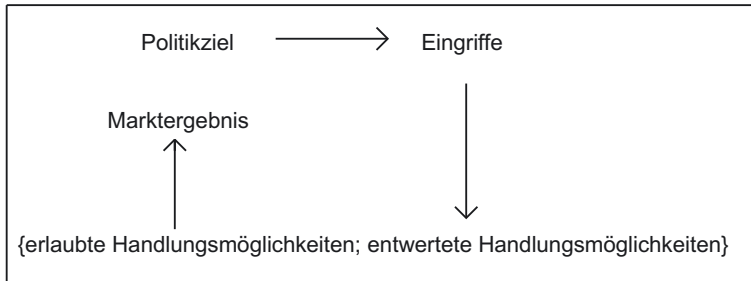 Politikziel Eingriffe
Marktergebnis
{erlaubte Handlungsmöglichkeiten; entwertete Handlungsmöglichkeiten}